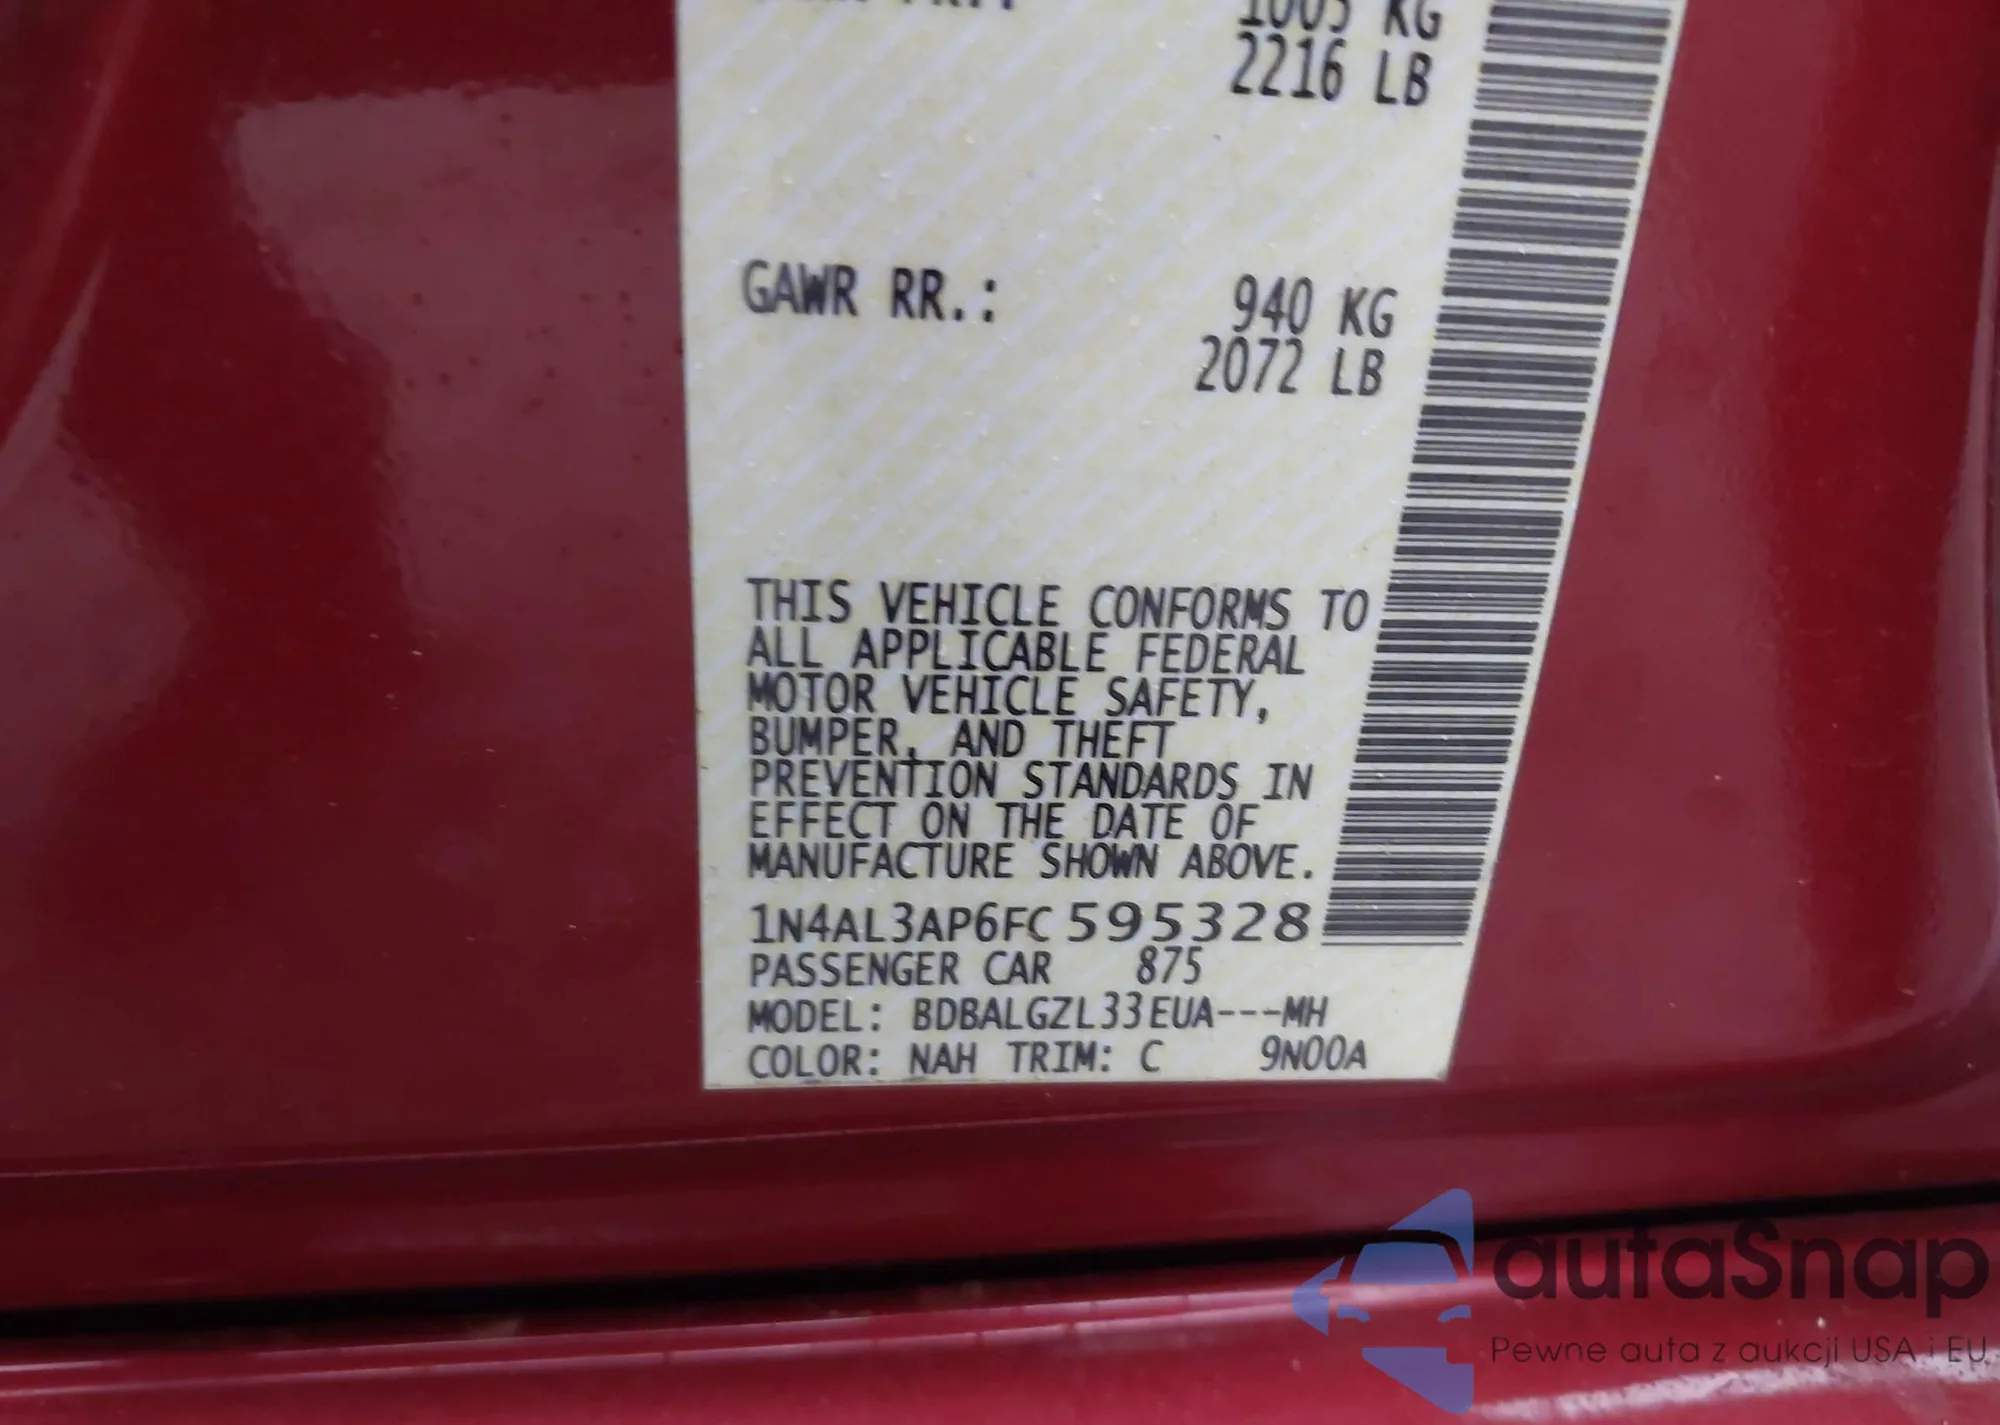 1005 KG
2216 LB
GAWR RR.: 940 KG
2072 LB
THIS VEHICLE CONFORMS TO
ALL APPLICABLE FEDERAL
MOTOR VEHICLE SAFETY,
BUMPER, AND THEFT
PREVENTION STANDARDS IN
EFFECT ON THE DATE OF
MANUFACTURE SHOWN ABOVE.
1N4AL3AP6FC595328
PASSENGER CAR 875
MODEL: BDBALGZL33EUA---MH
COLOR: NAH TRIM: C 9N00A
autaSnap
Pewne auta z aukcji USA i EU